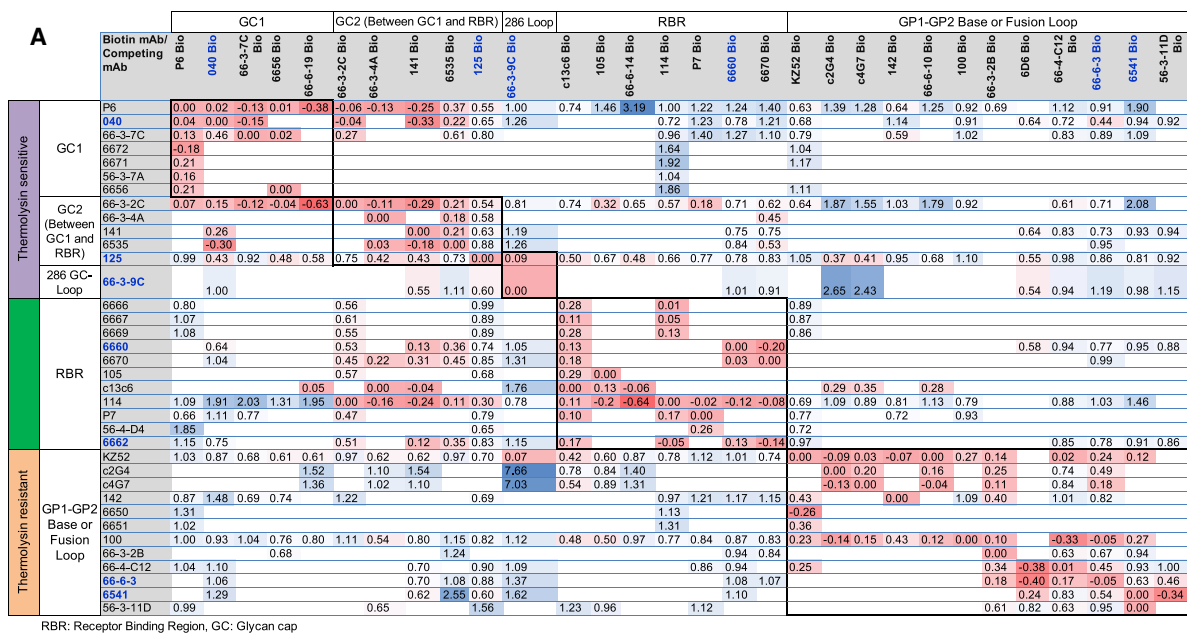 A
GC1 GC2 (Between GC1 and RBR) 286 Loop RBR GP1-GP2 Base or Fusion Loop
Biotin mAb/ Competing mAb P6 Bio 040 Bio 66-3-7C Bio 6656 Bio 66-6-19 Bio 66-3-2C Bio 66-3-4A Bio 141 Bio 6535 Bio 125 Bio 66-3-9C Bio c13c6 Bio 105 Bio 66-6-14 Bio 114 Bio P7 Bio 6660 Bio 6670 Bio KZ52 Bio c2G4 Bio c4G7 Bio 142 Bio 66-6-10 Bio 100 Bio 66-3-2B Bio 6D6 Bio 66-4-C12 Bio 66-6-3 Bio 6541 Bio 56-3-11D Bio
Thermolysin sensitive
GC1
P6 0.00 0.02 -0.13 0.01 -0.38 -0.06 -0.13 -0.25 0.37 0.55 1.00 0.74 1.46 3.19 1.00 1.22 1.24 1.40 0.63 1.39 1.28 0.64 1.25 0.92 0.69 1.12 0.91 1.90
040 0.04 0.00 -0.15 -0.04 -0.33 0.22 0.65 1.26 0.72 1.23 0.78 1.21 0.68 1.14 0.91 0.64 0.72 0.44 0.94 0.92
66-3-7C 0.13 0.46 0.00 0.02 0.27 0.61 0.80 0.96 1.40 1.27 1.10 0.79 0.59 1.02 0.83 0.89 1.09
6672 -0.18 1.64 1.04
6671 0.21 1.92 1.17
56-3-7A 0.16 1.04
6656 0.21 0.00 1.86 1.11
GC2 (Between GC1 and RBR)
66-3-2C 0.07 0.15 -0.12 -0.04 -0.63 0.00 -0.11 -0.29 0.21 0.54 0.81 0.74 0.32 0.65 0.57 0.18 0.71 0.62 0.64 1.87 1.55 1.03 1.79 0.92 0.61 0.71 2.08
66-3-4A 0.00 0.18 0.58 0.45
141 0.26 0.00 0.21 0.63 1.19 0.75 0.75 0.64 0.83 0.73 0.93 0.94
6535 -0.30 0.03 -0.18 0.00 0.88 1.26 0.84 0.53 0.95
125 0.99 0.43 0.92 0.48 0.58 0.75 0.42 0.43 0.73 0.00 0.09 0.50 0.67 0.48 0.66 0.77 0.78 0.83 1.05 0.37 0.41 0.95 0.68 1.10 0.55 0.98 0.86 0.81 0.92
286 GC-Loop
66-3-9C 1.00 0.55 1.11 0.60 0.00 1.01 0.91 2.65 2.43 0.54 0.94 1.19 0.98 1.15
RBR
6666 0.80 0.56 0.99 0.28 0.01 0.89
6667 1.07 0.61 0.89 0.11 0.05 0.87
6669 1.08 0.55 0.89 0.28 0.13 0.86
6660 0.64 0.53 0.13 0.36 0.74 1.05 0.13 0.00 -0.20 0.58 0.94 0.77 0.95 0.88
6670 1.04 0.45 0.22 0.31 0.45 0.85 1.31 0.18 0.03 0.00 0.99
105 0.57 0.68 0.29 0.00
c13c6 0.05 0.00 -0.04 1.76 0.00 0.13 -0.06 0.29 0.35 0.28
114 1.09 1.91 2.03 1.31 1.95 0.00 -0.16 -0.24 0.11 0.30 0.78 0.11 -0.2 -0.64 0.00 -0.02 -0.12 -0.08 0.69 1.09 0.89 0.81 1.13 0.79 0.88 1.03 1.46
P7 0.66 1.11 0.77 0.47 0.79 0.10 0.17 0.00 0.77 0.72 0.93
56-4-D4 1.85 0.65 0.26 0.72
6662 1.15 0.75 0.51 0.12 0.35 0.83 1.15 0.17 -0.05 0.13 -0.14 0.97 0.85 0.78 0.91 0.86
Thermolysin resistant
GP1-GP2 Base or Fusion Loop
KZ52 1.03 0.87 0.68 0.61 0.61 0.97 0.62 0.62 0.97 0.70 0.07 0.42 0.60 0.87 0.78 1.12 1.01 0.74 0.00 -0.09 0.03 -0.07 0.00 0.27 0.14 0.02 0.24 0.12
c2G4 1.52 1.10 1.54 7.66 0.78 0.84 1.40 0.00 0.20 0.16 0.25 0.74 0.49
c4G7 1.36 1.02 1.10 7.03 0.54 0.89 1.31 -0.13 0.00 -0.04 0.11 0.84 0.18
142 0.87 1.48 0.69 0.74 1.22 0.69 0.97 1.21 1.17 1.15 0.43 0.00 1.09 0.40 1.01 0.82
6650 1.31 1.13 -0.26
6651 1.02 1.31 0.36
100 1.00 0.93 1.04 0.76 0.80 1.11 0.54 0.80 1.15 0.82 1.12 0.48 0.50 0.97 0.77 0.84 0.87 0.83 0.23 -0.14 0.15 0.43 0.12 0.00 0.10 -0.33 -0.05 0.27
66-3-2B 0.68 1.24 0.94 0.84 0.00 0.63 0.67 0.94
66-4-C12 1.04 1.10 0.70 0.90 1.09 0.86 0.94 0.25 0.34 -0.38 0.01 0.45 0.93 1.00
66-6-3 1.06 0.70 1.08 0.88 1.37 1.08 1.07 0.18 -0.40 0.17 -0.05 0.63 0.46
6541 1.29 0.62 2.55 0.60 1.62 1.10 0.24 0.83 0.54 0.00 -0.34
56-3-11D 0.99 0.65 1.56 1.23 0.96 1.12 0.61 0.82 0.63 0.95 0.00
RBR: Receptor Binding Region, GC: Glycan cap